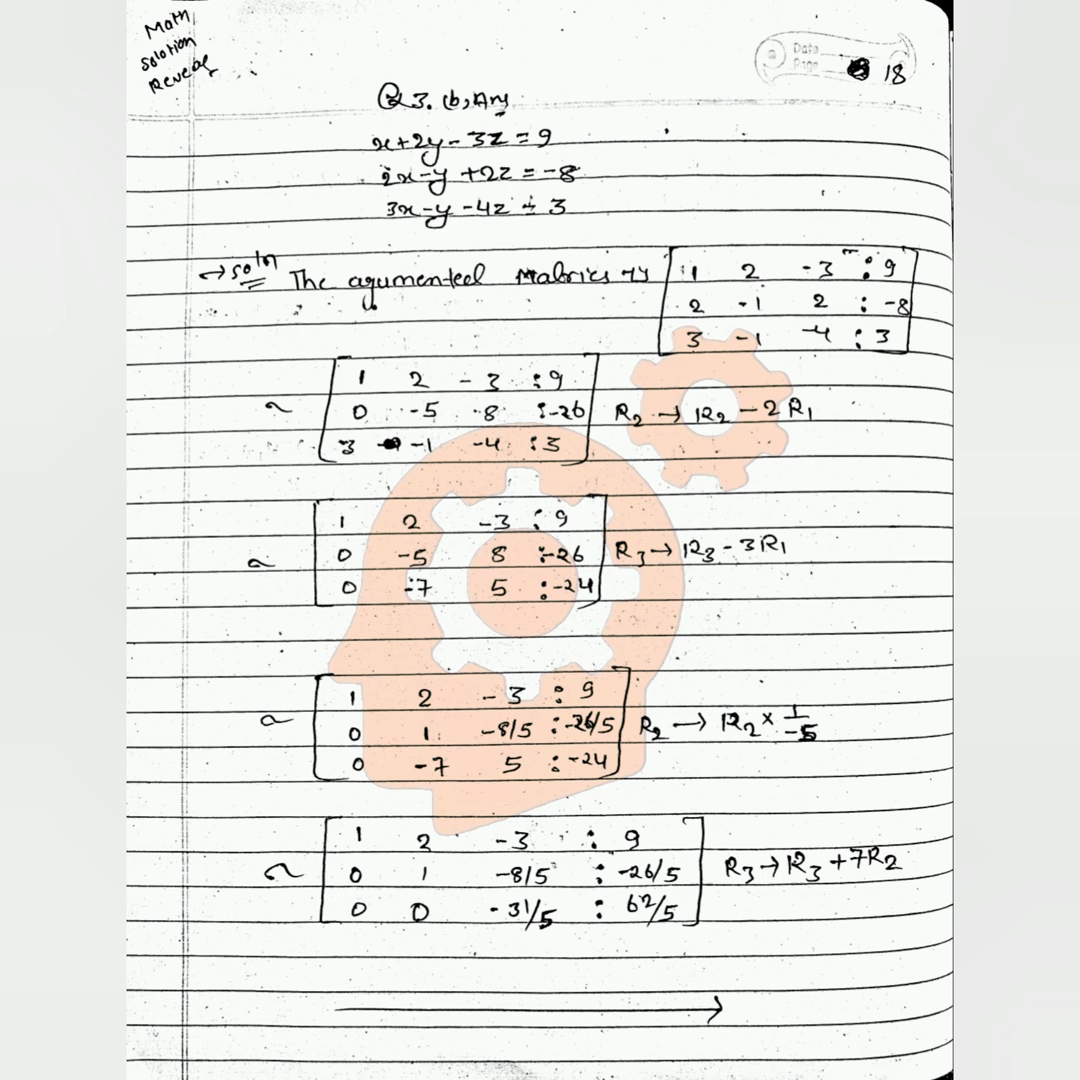 Math
solution
Reveal
Data
Page 18
Q 3. (b) Ans
x+2y-3z=9
2x-y+2z=-8
3x-y-4z=3
→ soln The agumented Matrics is
1 2 -3 : 9
2 -1 2 : -8
3 -1 -4 : 3
~ 1 2 -3 : 9
0 -5 8 : -26 R2 → R2 - 2R1
3 -1 -4 : 3
1 2 -3 : 9
~ 0 -5 8 : -26 R3 → R3 - 3R1
0 -7 5 : -24
1 2 -3 : 9
~ 0 1 -8/5 : -26/5 R2 → R2 × 1/-5
0 -7 5 : -24
1 2 -3 : 9
~ 0 1 -8/5 : -26/5 R3 → R3 + 7R2
0 0 -31/5 : 62/5